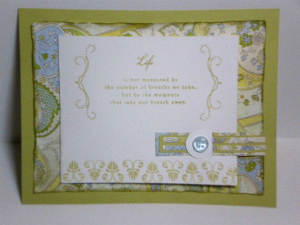 Life
is not measured by
the number of breaths we take,
but by the moments
that take our breath away.